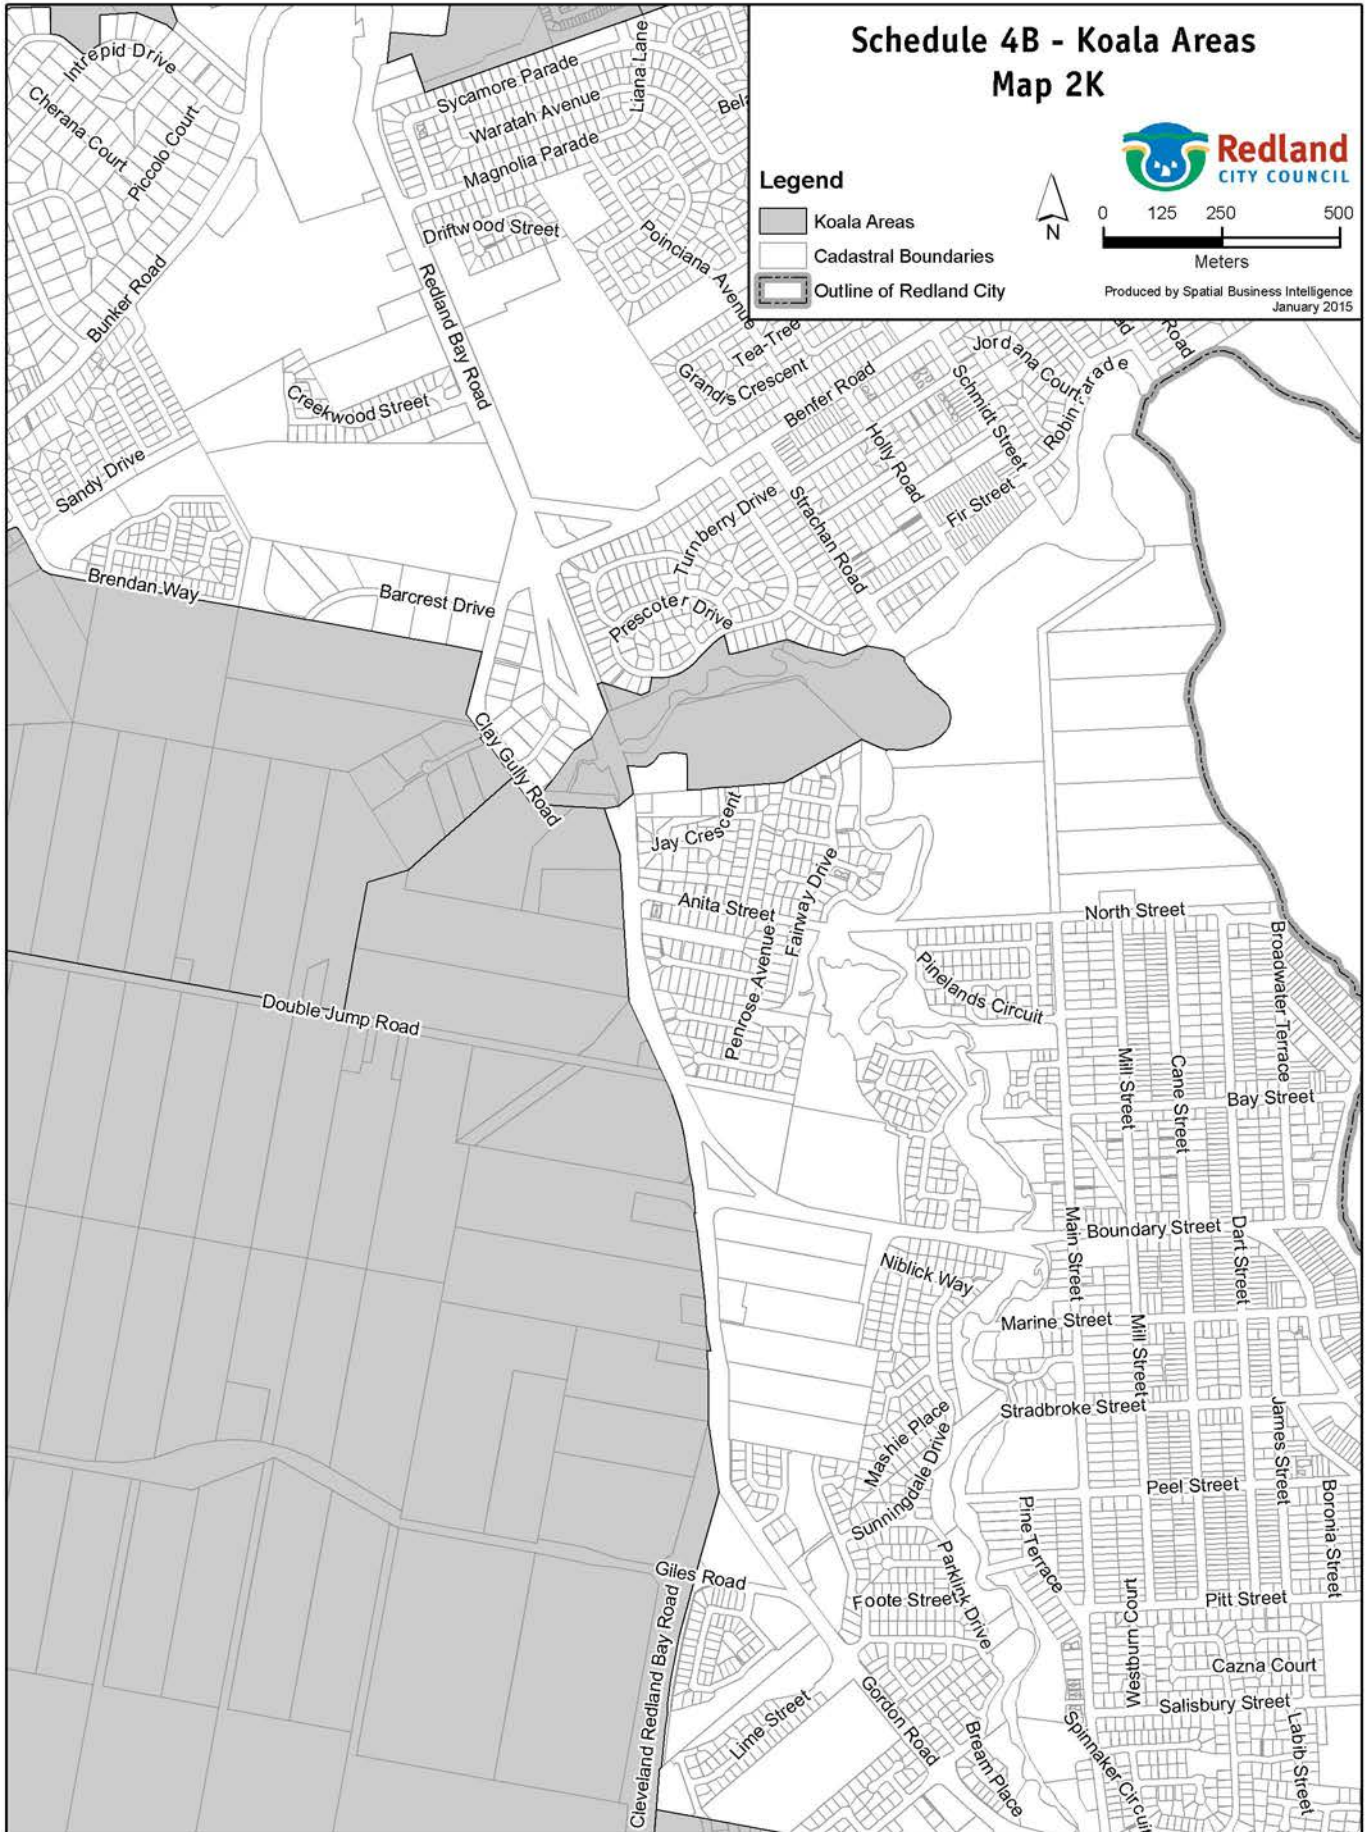 Schedule 4B - Koala Areas
Map 2K
Redland
CITY COUNCIL
Legend
Koala Areas
Cadastral Boundaries
Outline of Redland City
N
0 125 250 500
Meters
Produced by Spatial Business Intelligence
January 2015
Intrepid Drive
Cherana Court
Piccolo Court
Sycamore Parade
Liana Lane
Waratah Avenue
Magnolia Parade
Driftwood Street
Poinciana Avenue
Bunker Road
Redland Bay Road
Tea-Tree
Grandis Crescent
Jordana Court
Road
Robin Parade
Benfer Road
Schmidt Street
Creekwood Street
Holly Road
Sandy Drive
Fir Street
Turnberry Drive
Strachan Road
Brendan Way
Barcrest Drive
Prescoter Drive
Clay Gully Road
Jay Crescent
Fairway Drive
Anita Street
North Street
Penrose Avenue
Pinelands Circuit
Broadwater Terrace
Double Jump Road
Mill Street
Cane Street
Bay Street
Main Street
Boundary Street
Dart Street
Niblick Way
Marine Street
Mill Street
Stradbroke Street
Mashie Place
Sunningdale Drive
James Street
Peel Street
Boronia Street
Pine Terrace
Giles Road
Parklink Drive
Foote Street
Westburn Court
Pitt Street
Cleveland Redland Bay Road
Cazna Court
Salisbury Street
Lime Street
Gordon Road
Bream Place
Spinnaker Circuit
Labib Street